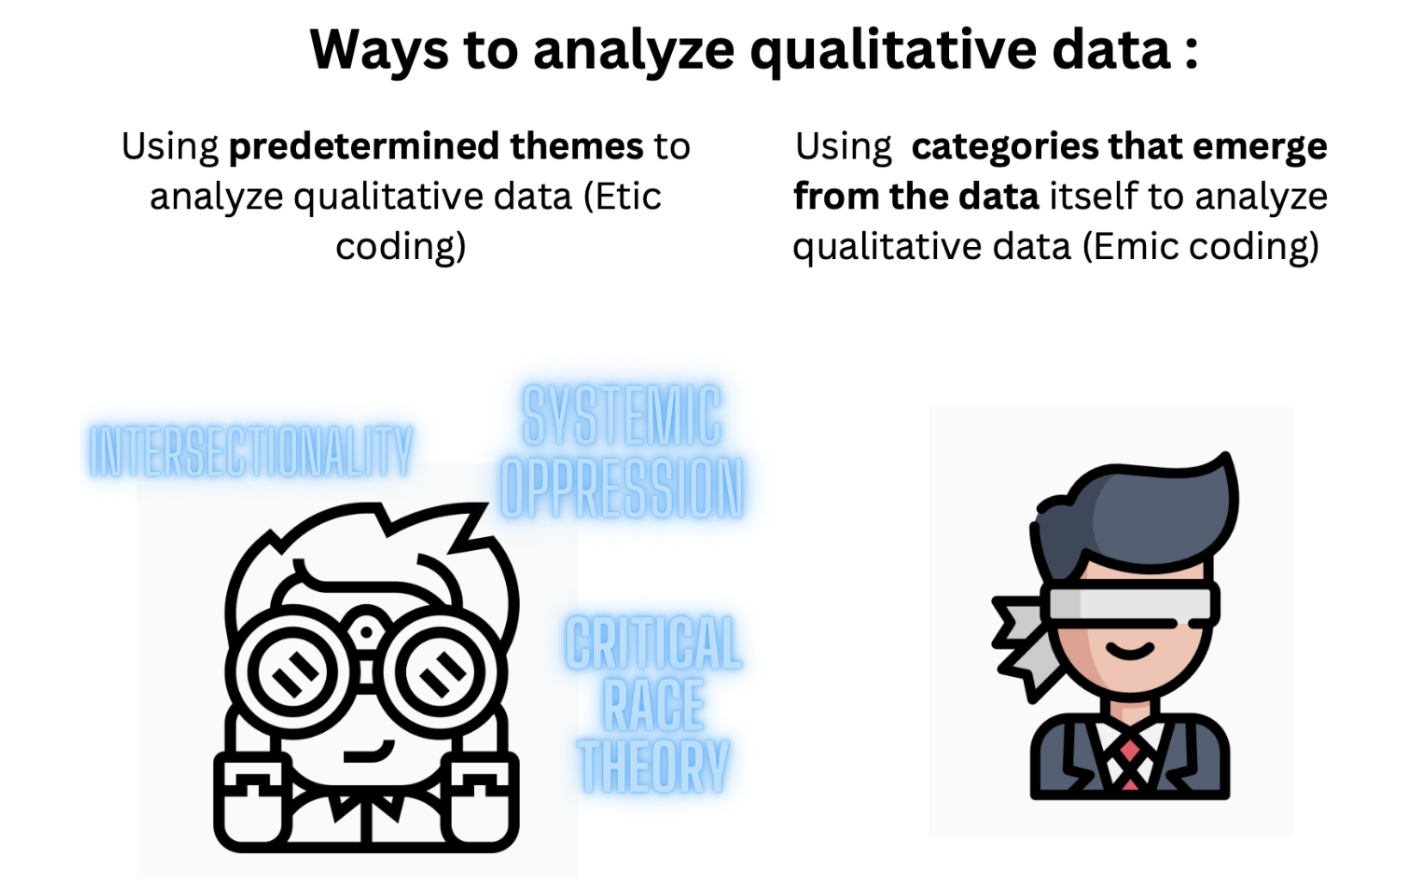 Ways to analyze qualitative data :
Using predetermined themes to
analyze qualitative data (Etic
coding)
Using categories that emerge
from the data itself to analyze
qualitative data (Emic coding)
INTERSECTIONALITY
SYSTEMIC
OPPRESSION
CRITICAL
RACE
THEORY